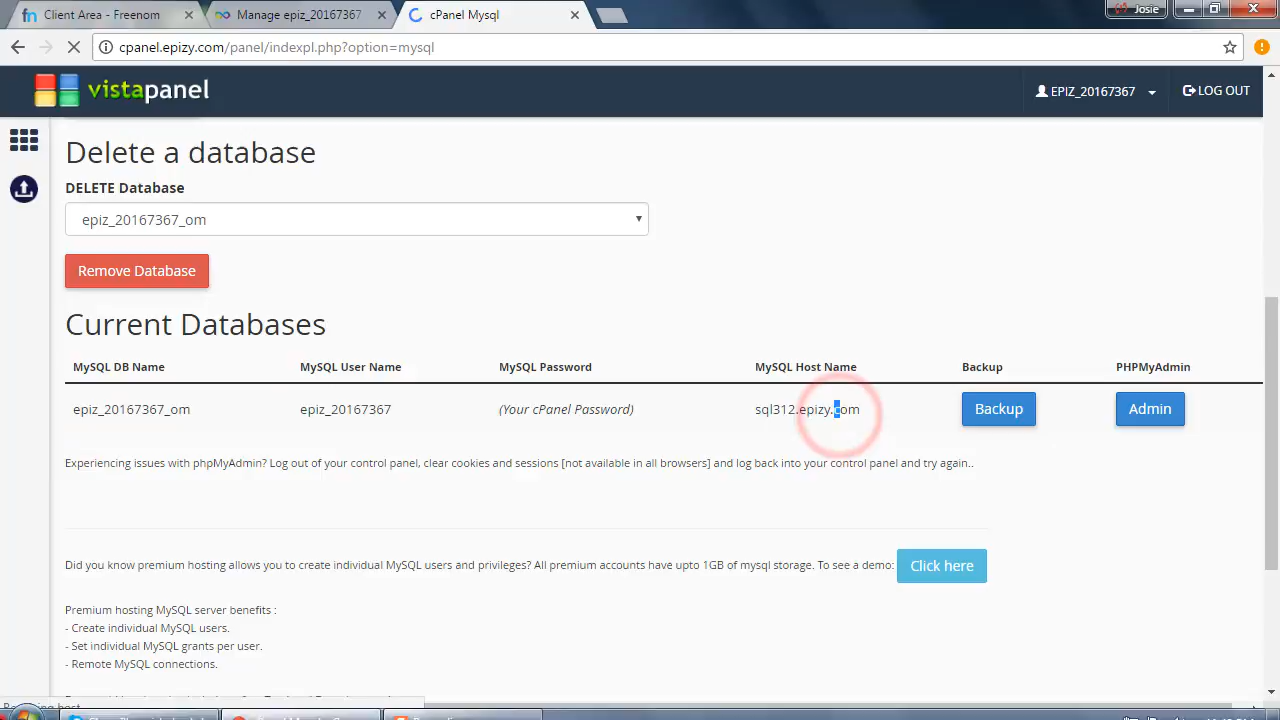 Client Area - Freenom
Manage epiz_20167367
cPanel Mysql
Josie
cpanel.epizy.com/panel/indexpl.php?option=mysql
vistapanel
EPIZ_20167367
LOG OUT
Delete a database
DELETE Database
epiz_20167367_om
Remove Database
Current Databases
MySQL DB Name MySQL User Name MySQL Password MySQL Host Name Backup PHPMyAdmin
epiz_20167367_om epiz_20167367 (Your cPanel Password) sql312.epizy.com Backup Admin
Experiencing issues with phpMyAdmin? Log out of your control panel, clear cookies and sessions [not available in all browsers] and log back into your control panel and try again..
Did you know premium hosting allows you to create individual MySQL users and privileges? All premium accounts have upto 1GB of mysql storage. To see a demo: Click here
Premium hosting MySQL server benefits :
- Create individual MySQL users.
- Set individual MySQL grants per user.
- Remote MySQL connections.